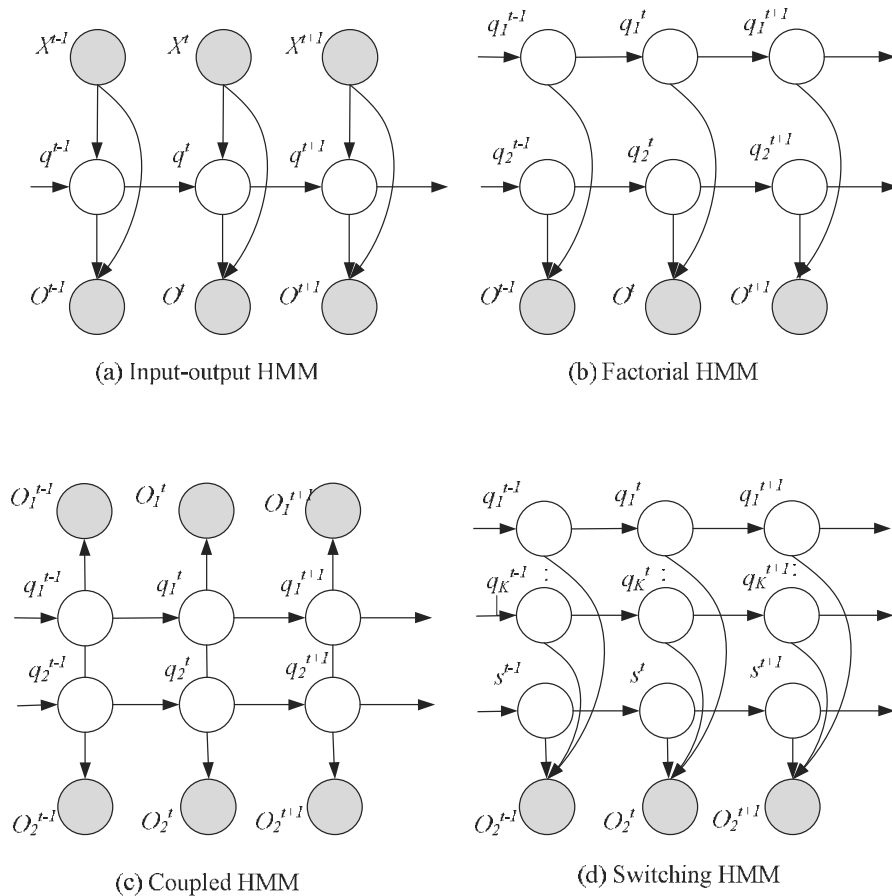 X^t-1 X^t X^t+1
q^t-1 q^t q^t+1
O^t-1 O^t O^t+1
(a) Input-output HMM
q_1^t-1 q_1^t q_1^t+1
q_2^t-1 q_2^t q_2^t+1
O^t-1 O^t O^t+1
(b) Factorial HMM
O_1^t-1 O_1^t O_1^t+1
q_1^t-1 q_1^t q_1^t+1
q_2^t-1 q_2^t q_2^t+1
O_2^t-1 O_2^t O_2^t+1
(c) Coupled HMM
q_1^t-1 q_1^t q_1^t+1
q_K^t-1 q_K^t q_K^t+1
s^t-1 s^t s^t+1
O_2^t-1 O_2^t O_2^t+1
(d) Switching HMM